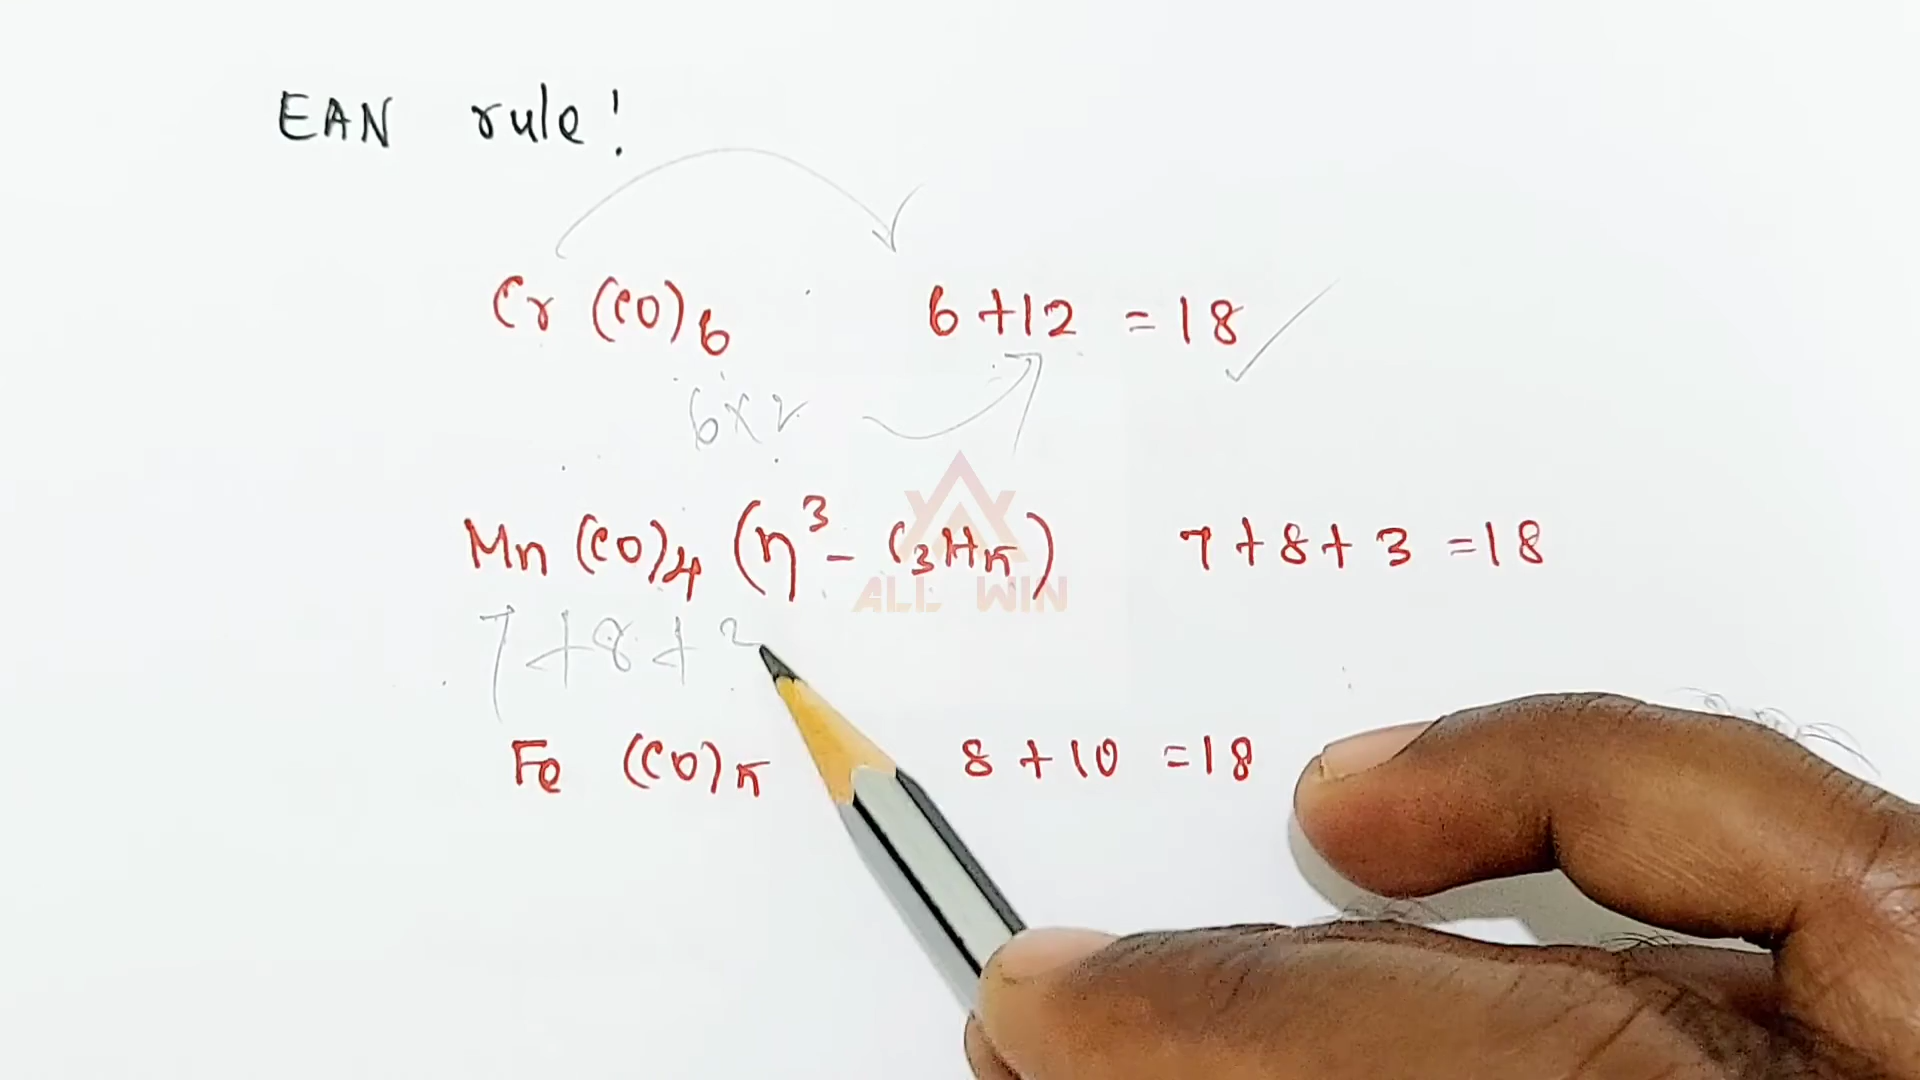 EAN rule!
Cr (CO)6 6 + 12 = 18
6 x 2
Mn (CO)4 (η3 - C3H5) 7 + 8 + 3 = 18
ALL WIN
7 + 8 +
Fe (CO)5 8 + 10 = 18